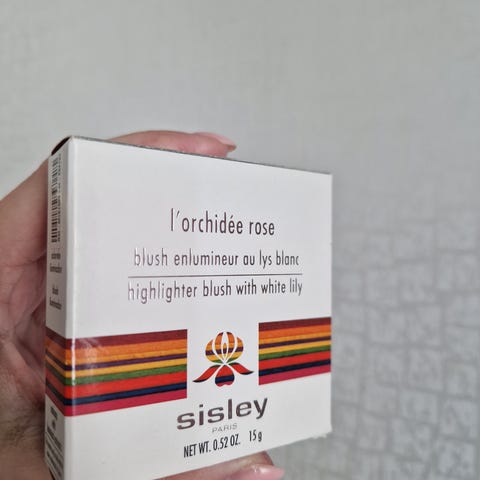 l'orchidée rose
blush enlumineur au lys blanc
highlighter blush with white lily
sisley
PARIS
NET WT. 0.52 OZ. 15 g